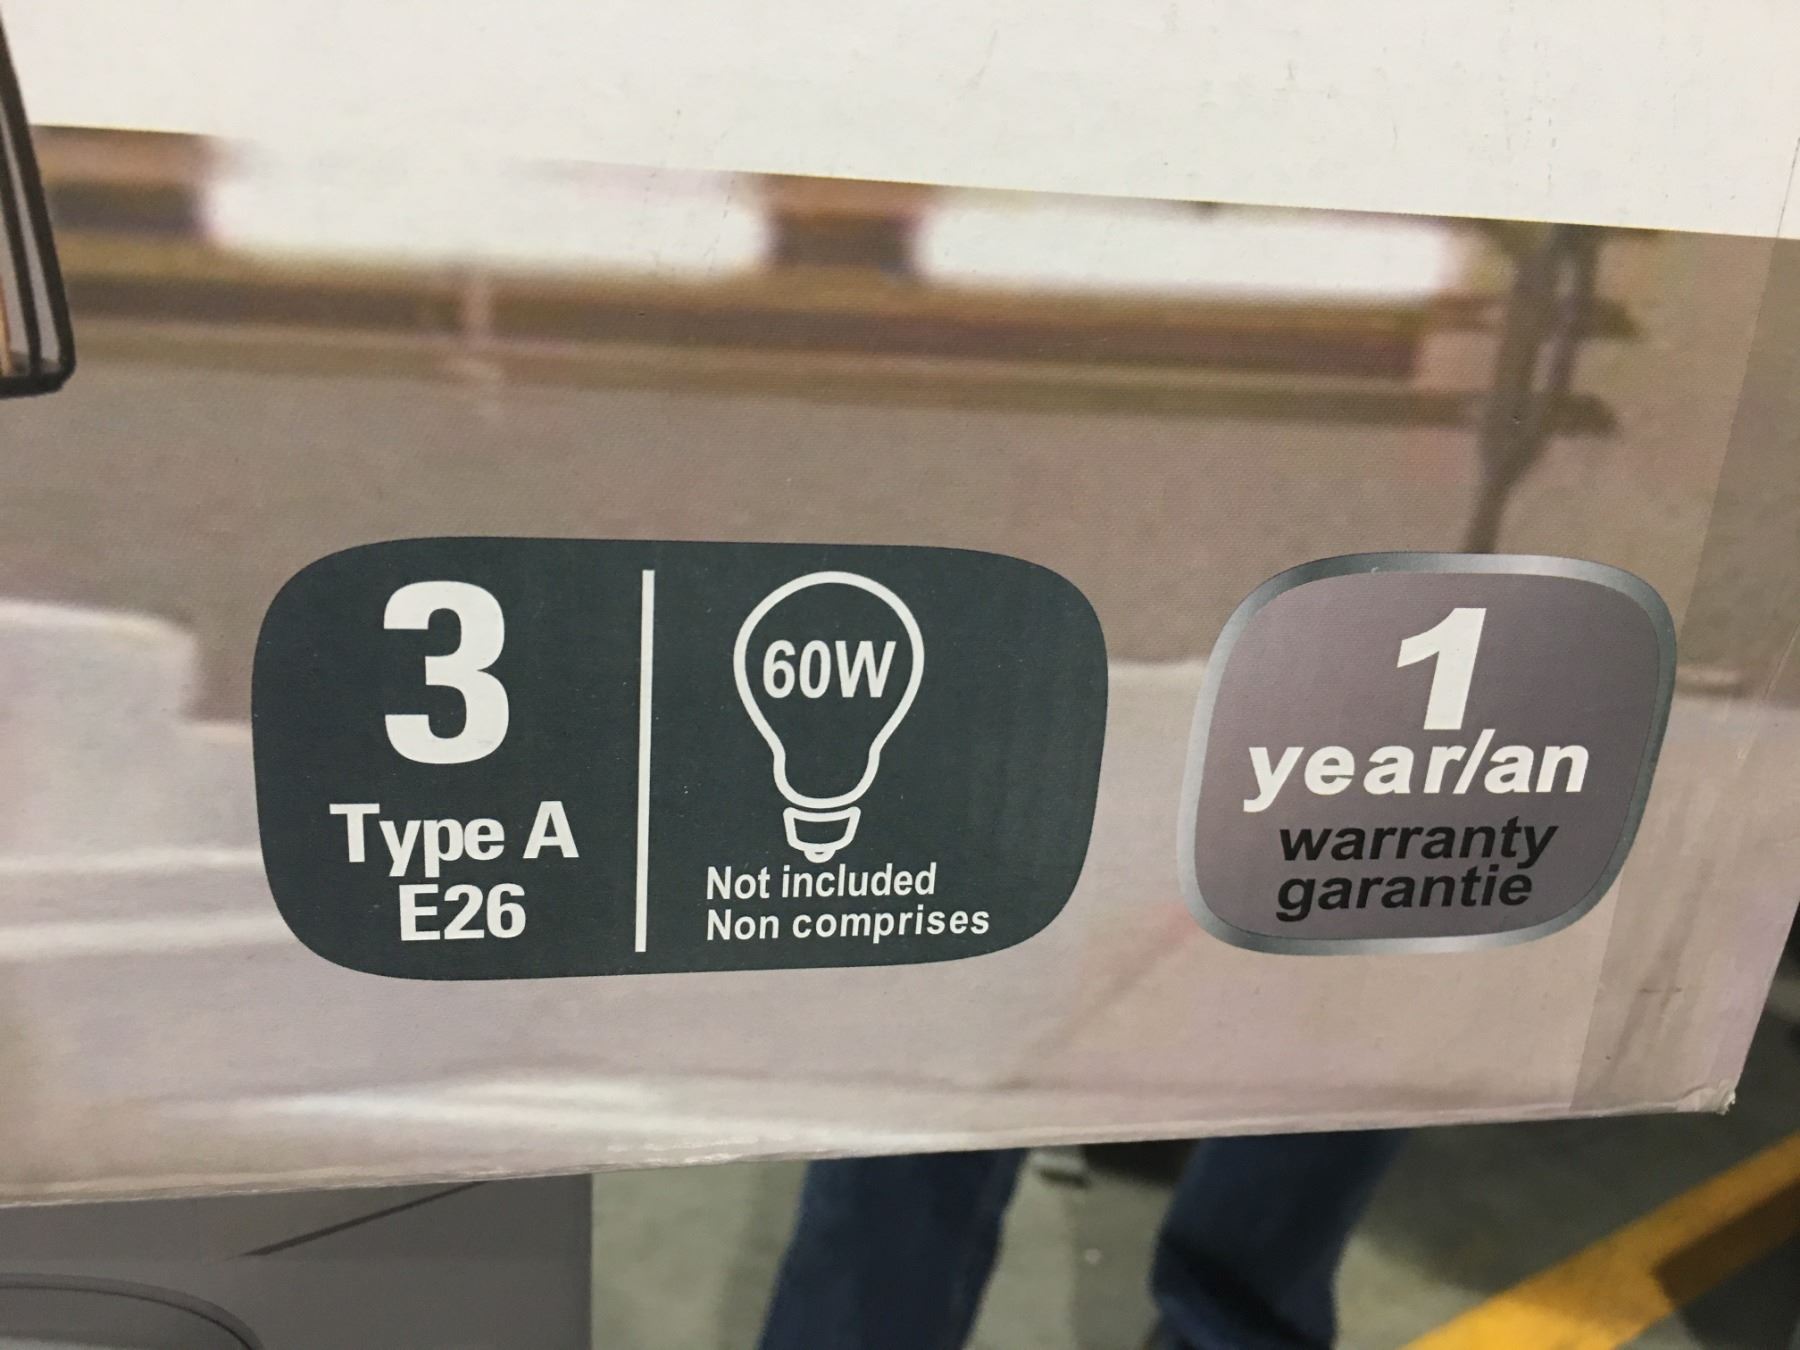 3
Type A
E26
60W
Not included
Non comprises
1
year/an
warranty
garantie